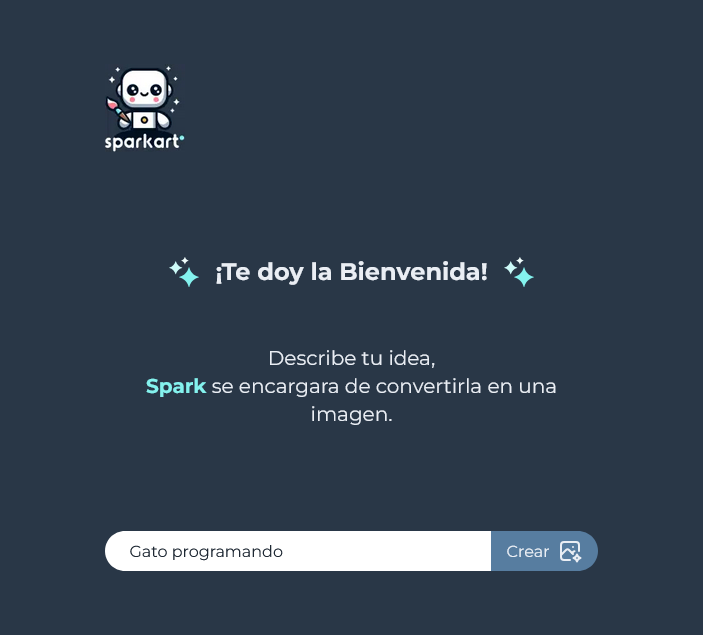 sparkart
¡Te doy la Bienvenida!
Describe tu idea,
Spark se encargara de convertirla en una
imagen.
Gato programando
Crear